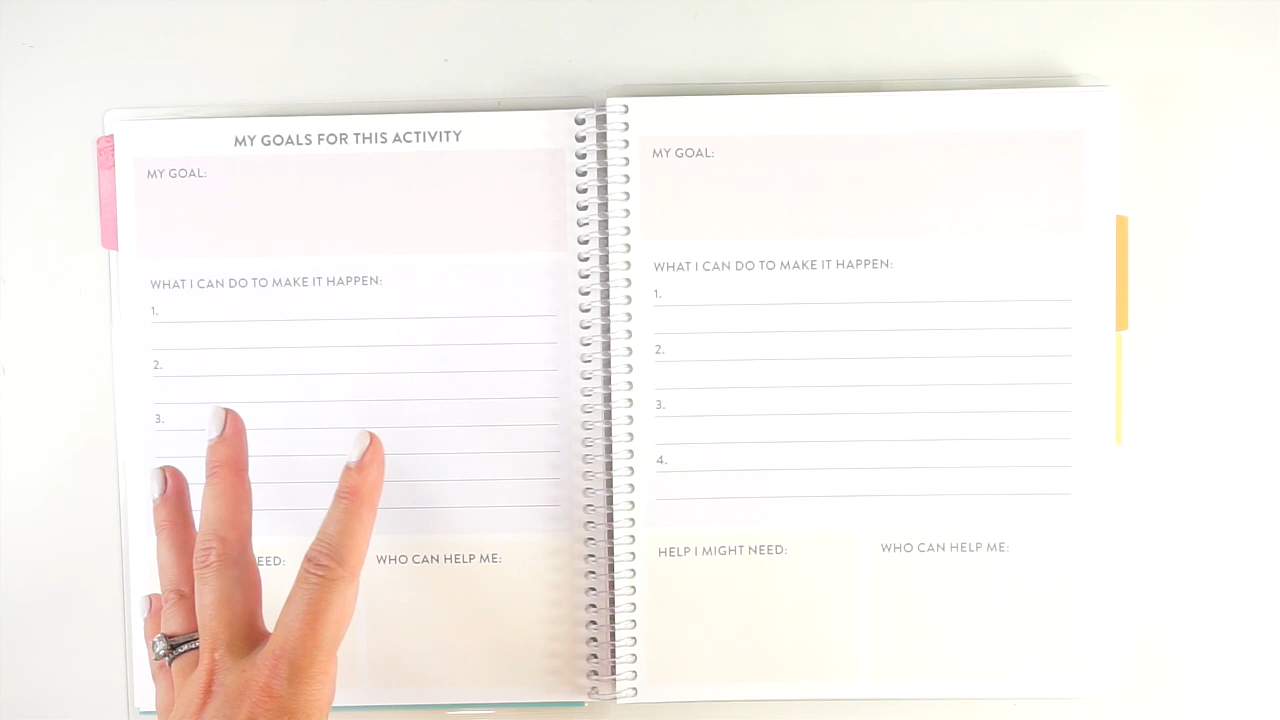 MY GOALS FOR THIS ACTIVITY
MY GOAL:
WHAT I CAN DO TO MAKE IT HAPPEN:
1.
2.
3.
EED:
WHO CAN HELP ME:
MY GOAL:
WHAT I CAN DO TO MAKE IT HAPPEN:
1.
2.
3.
4.
HELP I MIGHT NEED:
WHO CAN HELP ME: